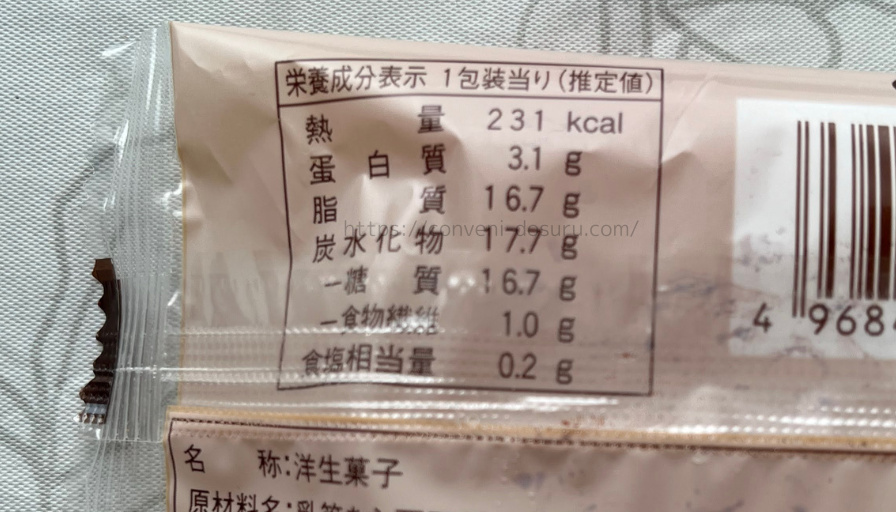 栄養成分表示 1包装当り(推定値)
熱量 231 kcal
蛋白質 3.1 g
脂質 16.7 g
https://conveni-desuru.com/
炭水化物 17.7 g
－糖質 16.7 g
－食物繊維 1.0 g
食塩相当量 0.2 g
4 968
名称:洋生菓子
原材料名:乳等